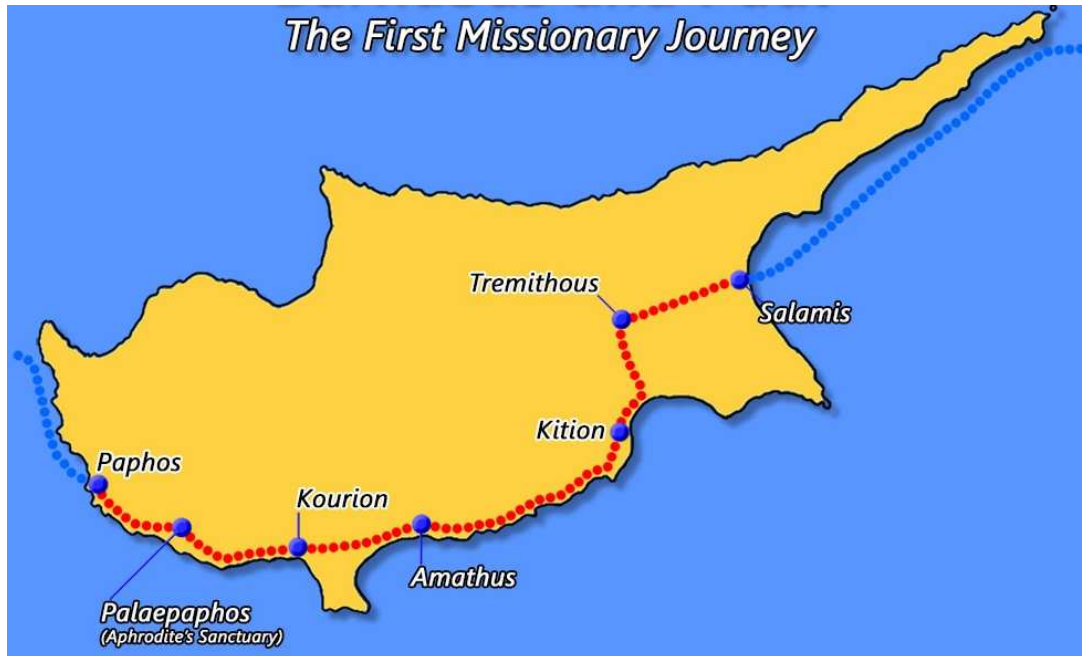 The First Missionary Journey
Tremithous
Salamis
Kition
Paphos
Kourion
Amathus
Palaepaphos
(Aphrodite's Sanctuary)